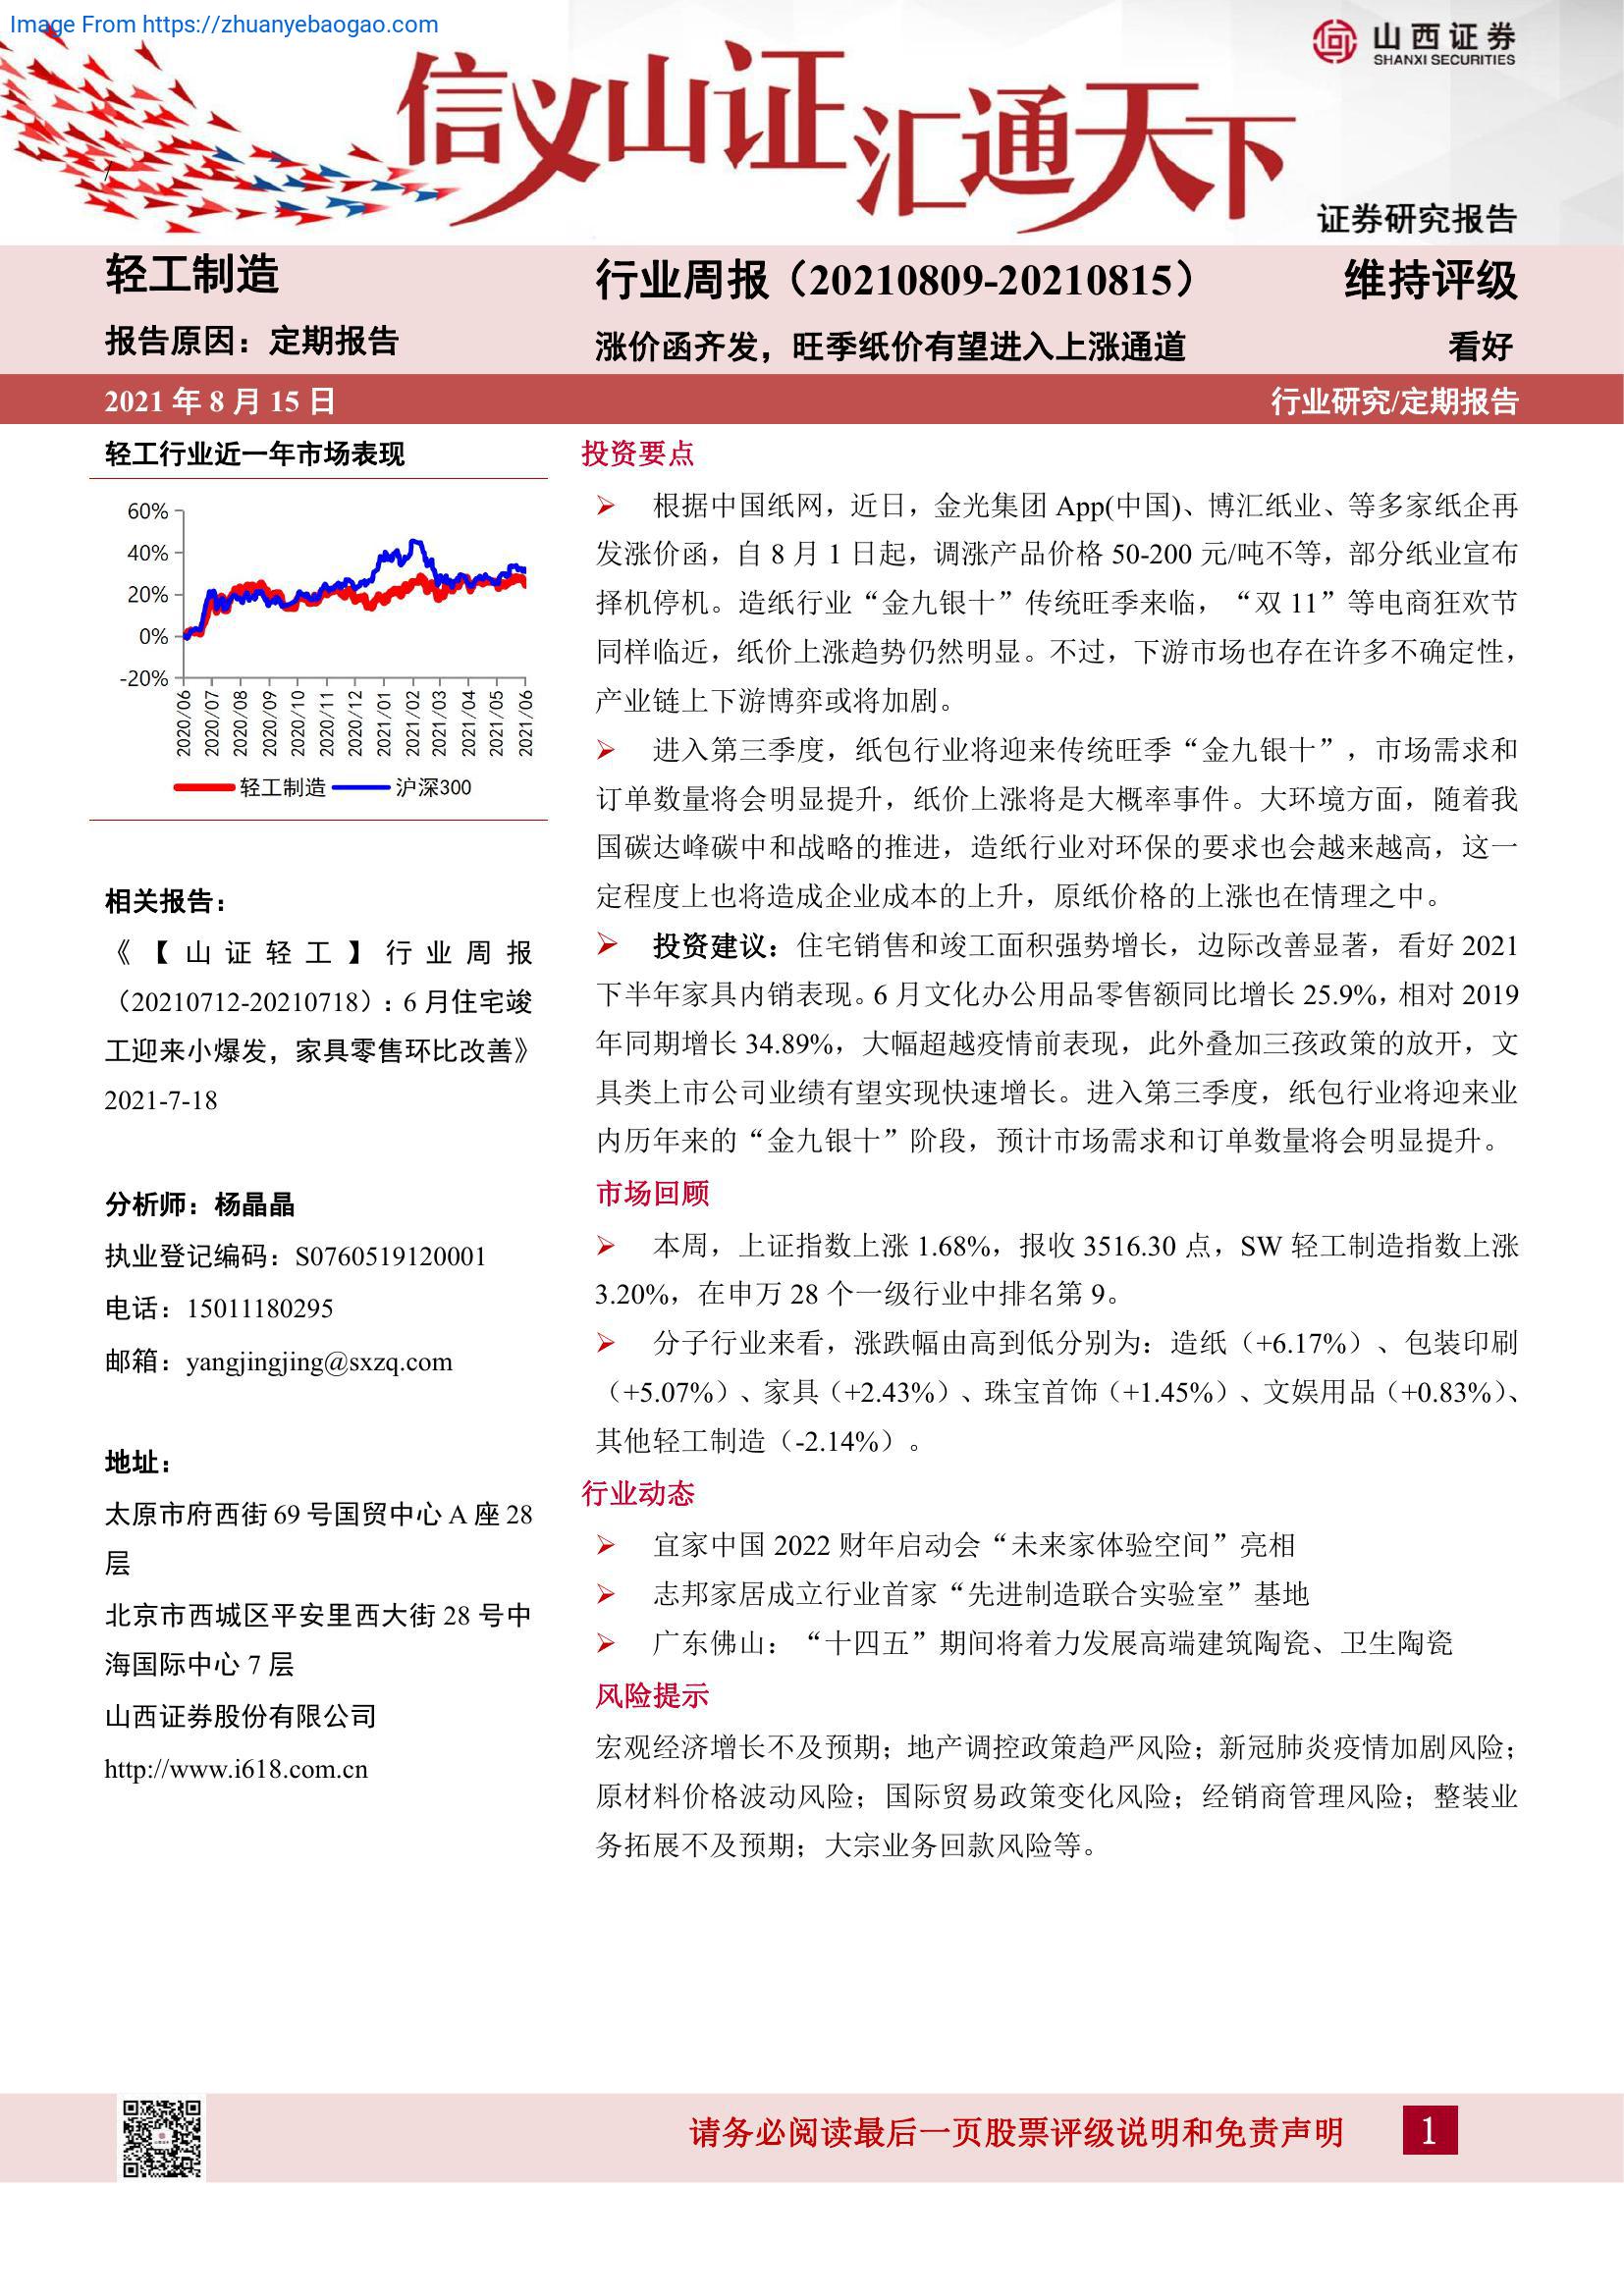 Image From https://zhuanyebaogao.com
山西证券
SHANXI SECURITIES
信义山证汇通天下
证券研究报告
轻工制造
报告原因：定期报告
行业周报（20210809-20210815）
维持评级
涨价函齐发，旺季纸价有望进入上涨通道
看好
2021 年 8 月 15 日
行业研究/定期报告
轻工行业近一年市场表现
60%
40%
20%
0%
-20%
2020/06
2020/07
2020/08
2020/09
2020/10
2020/11
2020/12
2021/01
2021/02
2021/03
2021/04
2021/05
2021/06
轻工制造
沪深300
相关报告：
《【山证轻工】行业周报
（20210712-20210718）：6 月住宅竣
工迎来小爆发，家具零售环比改善》
2021-7-18
分析师：杨晶晶
执业登记编码：S0760519120001
电话：15011180295
邮箱：yangjingjing@sxzq.com
地址：
太原市府西街 69 号国贸中心 A 座 28
层
北京市西城区平安里西大街 28 号中
海国际中心 7 层
山西证券股份有限公司
http://www.i618.com.cn
投资要点
➢ 根据中国纸网，近日，金光集团 App(中国)、博汇纸业、等多家纸企再
发涨价函，自 8 月 1 日起，调涨产品价格 50-200 元/吨不等，部分纸业宣布
择机停机。造纸行业“金九银十”传统旺季来临，“双 11”等电商狂欢节
同样临近，纸价上涨趋势仍然明显。不过，下游市场也存在许多不确定性，
产业链上下游博弈或将加剧。
➢ 进入第三季度，纸包行业将迎来传统旺季“金九银十”，市场需求和
订单数量将会明显提升，纸价上涨将是大概率事件。大环境方面，随着我
国碳达峰碳中和战略的推进，造纸行业对环保的要求也会越来越高，这一
定程度上也将造成企业成本的上升，原纸价格的上涨也在情理之中。
➢ 投资建议：住宅销售和竣工面积强势增长，边际改善显著，看好 2021
下半年家具内销表现。6 月文化办公用品零售额同比增长 25.9%，相对 2019
年同期增长 34.89%，大幅超越疫情前表现，此外叠加三孩政策的放开，文
具类上市公司业绩有望实现快速增长。进入第三季度，纸包行业将迎来业
内历年来的“金九银十”阶段，预计市场需求和订单数量将会明显提升。
市场回顾
➢ 本周，上证指数上涨 1.68%，报收 3516.30 点，SW 轻工制造指数上涨
3.20%，在申万 28 个一级行业中排名第 9。
➢ 分子行业来看，涨跌幅由高到低分别为：造纸（+6.17%）、包装印刷
（+5.07%）、家具（+2.43%）、珠宝首饰（+1.45%）、文娱用品（+0.83%）、
其他轻工制造（-2.14%）。
行业动态
➢ 宜家中国 2022 财年启动会“未来家体验空间”亮相
➢ 志邦家居成立行业首家“先进制造联合实验室”基地
➢ 广东佛山：“十四五”期间将着力发展高端建筑陶瓷、卫生陶瓷
风险提示
宏观经济增长不及预期；地产调控政策趋严风险；新冠肺炎疫情加剧风险；
原材料价格波动风险；国际贸易政策变化风险；经销商管理风险；整装业
务拓展不及预期；大宗业务回款风险等。
请务必阅读最后一页股票评级说明和免责声明
1